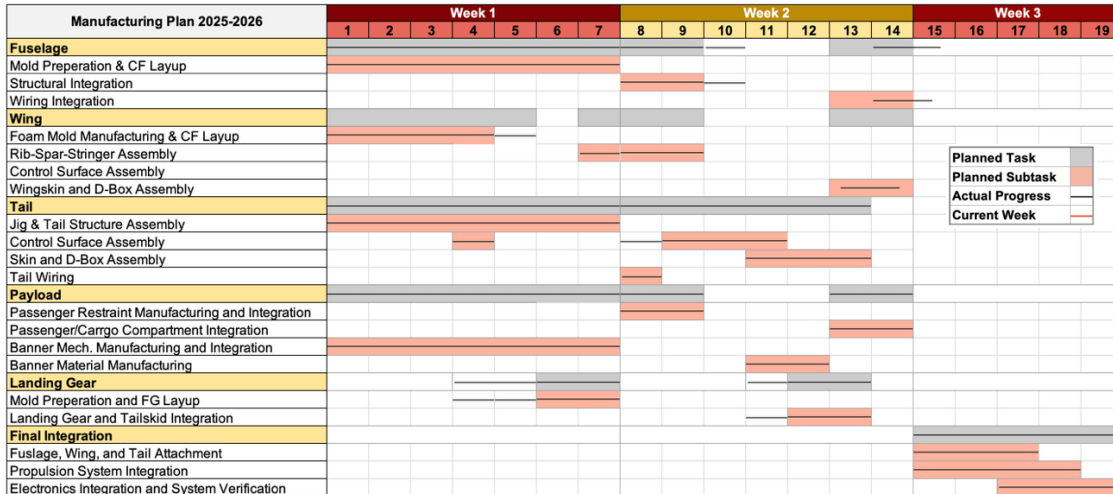 Manufacturing Plan 2025-2026
Week 1 Week 2 Week 3
1 2 3 4 5 6 7 8 9 10 11 12 13 14 15 16 17 18 19
Fuselage
Mold Preperation & CF Layup
Structural Integration
Wiring Integration
Wing
Foam Mold Manufacturing & CF Layup
Rib-Spar-Stringer Assembly
Control Surface Assembly
Wingskin and D-Box Assembly
Tail
Jig & Tail Structure Assembly
Control Surface Assembly
Skin and D-Box Assembly
Tail Wiring
Payload
Passenger Restraint Manufacturing and Integration
Passenger/Carrgo Compartment Integration
Banner Mech. Manufacturing and Integration
Banner Material Manufacturing
Landing Gear
Mold Preperation and FG Layup
Landing Gear and Tailskid Integration
Final Integration
Fuslage, Wing, and Tail Attachment
Propulsion System Integration
Electronics Integration and System Verification
Planned Task
Planned Subtask
Actual Progress
Current Week